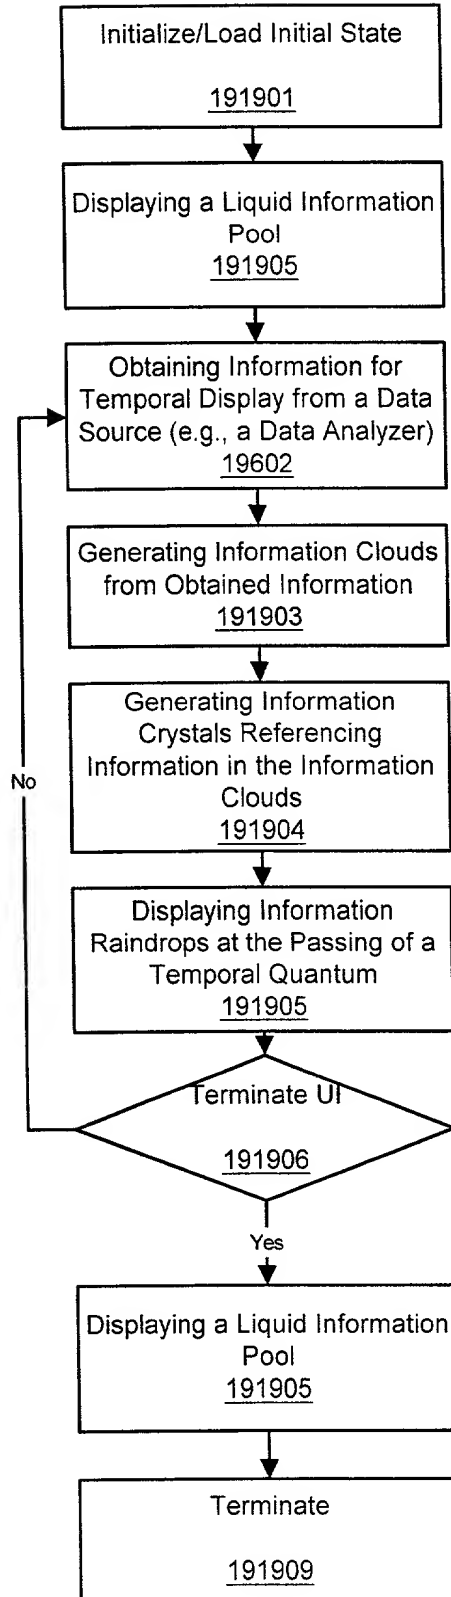 Initialize/Load Initial State
191901
Displaying a Liquid Information
Pool
191905
Obtaining Information for
Temporal Display from a Data
Source (e.g., a Data Analyzer)
19602
Generating Information Clouds
from Obtained Information
191903
Generating Information
Crystals Referencing
Information in the Information
Clouds
191904
No
Displaying Information
Raindrops at the Passing of a
Temporal Quantum
191905
Terminate UI
191906
Yes
Displaying a Liquid Information
Pool
191905
Terminate
191909